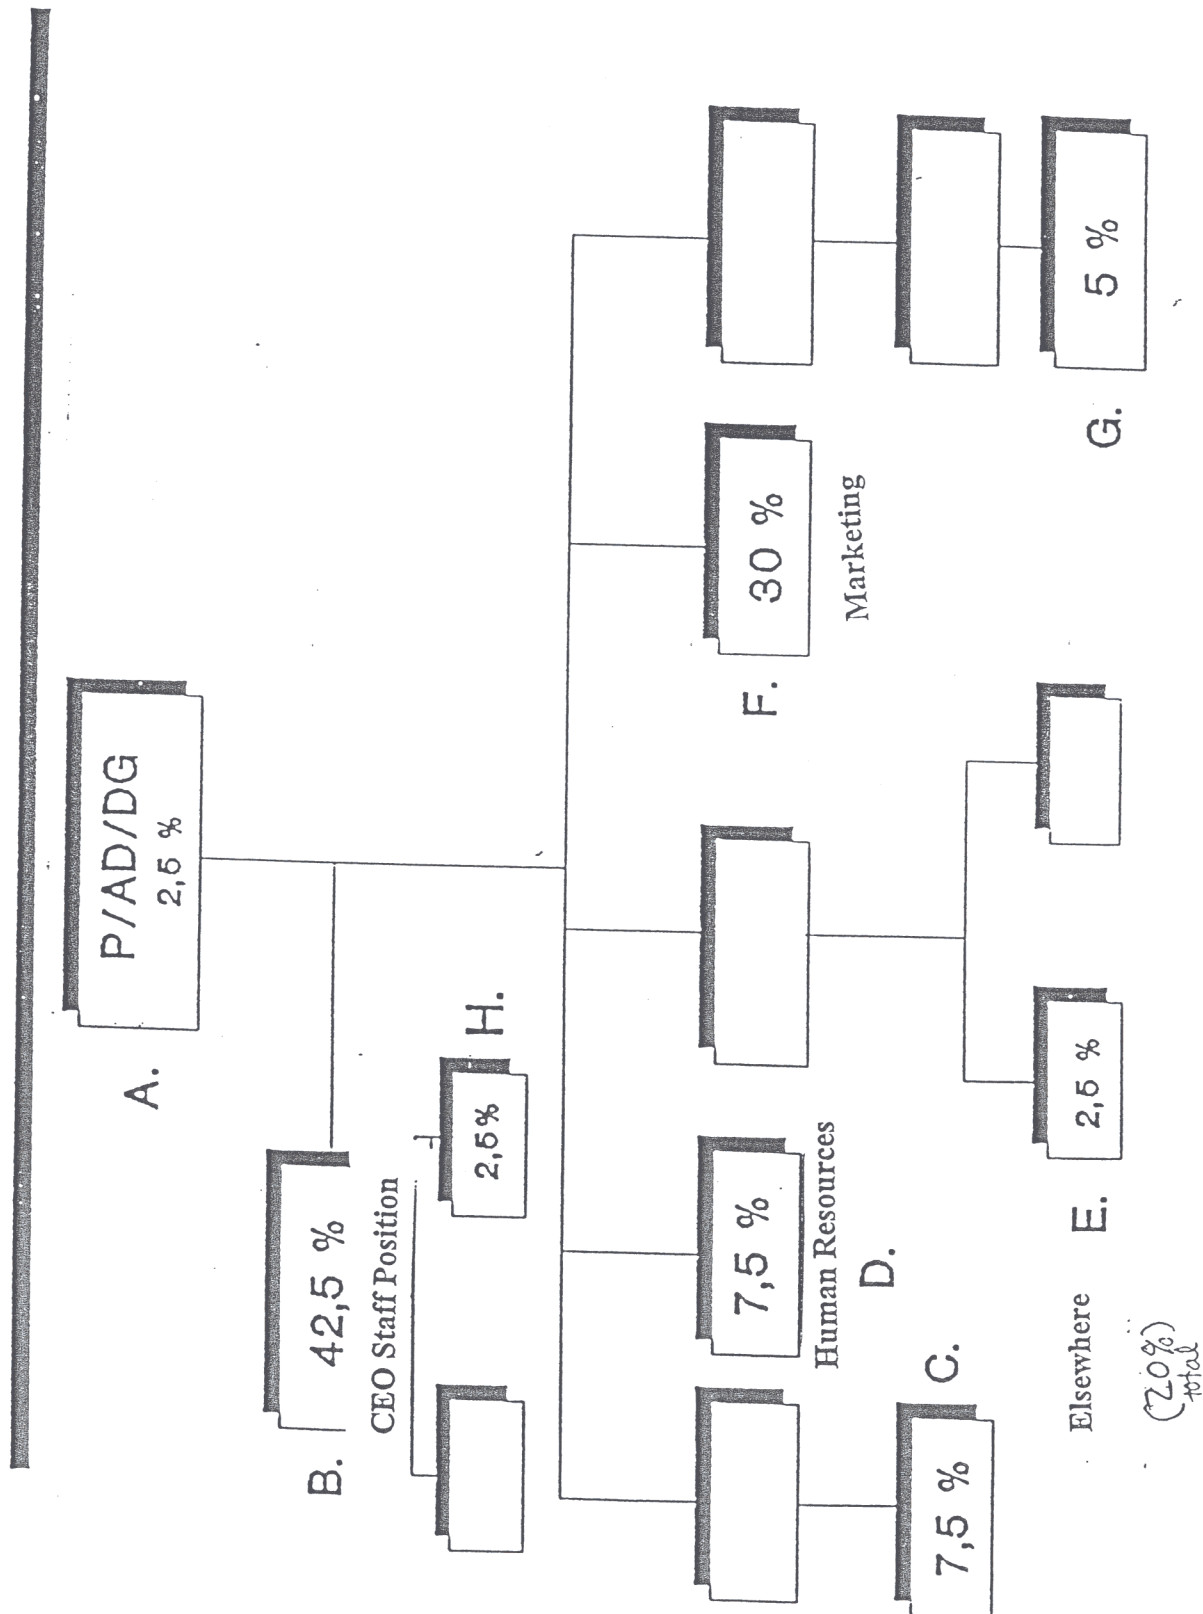 P/AD/DG
2,5 %
A.
B.
42,5 %
CEO Staff Position
2,5%
H.
7,5 %
Human Resources
D.
F.
30 %
Marketing
7,5 %
C.
E.
2,5 %
G.
5 %
Elsewhere
(20%)
total